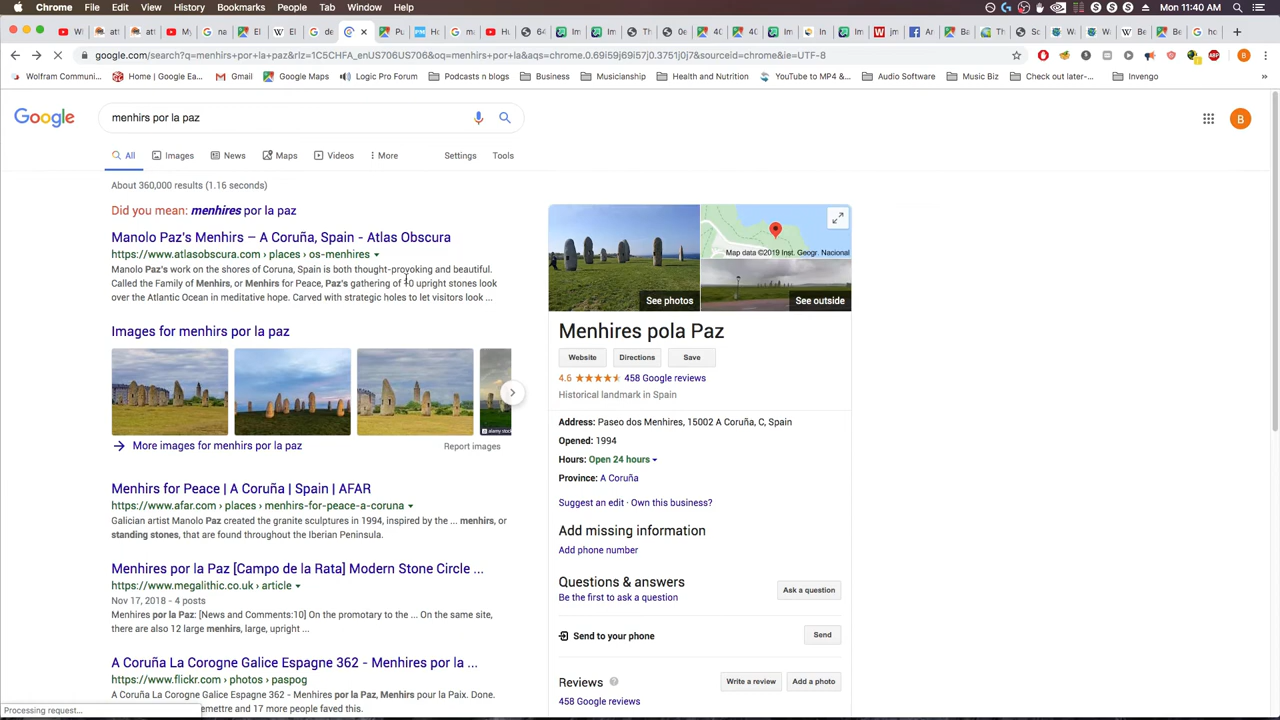 Chrome File Edit View History Bookmarks People Tab Window Help
Mon 11:40 AM
google.com/search?q=menhirs+por+la+paz&rlz=1C5CHFA_enUS706US706&oq=menhirs+por+la+paz&aqs=chrome.0.69i59j69i57j0.3751j0j7&sourceid=chrome&ie=UTF-8
Wolfram Communit... Home | Google Ea... Gmail Google Maps Logic Pro Forum Podcasts n blogs Business Musicianship Health and Nutrition YouTube to MP4 &... Audio Software Music Biz Check out later-... Invengo
Google
menhirs por la paz
B
All Images News Maps Videos More Settings Tools
About 360,000 results (1.16 seconds)
Did you mean: menhires por la paz
Manolo Paz's Menhirs – A Coruña, Spain - Atlas Obscura
https://www.atlasobscura.com › places › os-menhires
Manolo Paz's work on the shores of Coruna, Spain is both thought-provoking and beautiful.
Called the Family of Menhirs, or Menhirs for Peace, Paz's gathering of 10 upright stones look
over the Atlantic Ocean in meditative hope. Carved with strategic holes to let visitors look ...
Images for menhirs por la paz
More images for menhirs por la paz
Report images
Menhirs for Peace | A Coruña | Spain | AFAR
https://www.afar.com › places › menhirs-for-peace-a-coruna
Galician artist Manolo Paz created the granite sculptures in 1994, inspired by the ... menhirs, or
standing stones, that are found throughout the Iberian Peninsula.
Menhires por la Paz [Campo de la Rata] Modern Stone Circle ...
https://www.megalithic.co.uk › article
Nov 17, 2018 - 4 posts
Menhires por la Paz: [News and Comments:10] On the promotary to the ... On the same site,
there are also 12 large menhirs, large, upright ...
A Coruña La Corogne Galice Espagne 362 - Menhires por la ...
https://www.flickr.com › photos › paspog
A Coruña La Corogne Galice Espagne 362 - Menhires por la Paz, Menhirs pour la Paix. Done.
emettre and 17 more people faved this.
Processing request...
Map data ©2019 Inst. Geogr. Nacional
See photos
See outside
Menhires pola Paz
Website Directions Save
4.6 458 Google reviews
Historical landmark in Spain
Address: Paseo dos Menhires, 15002 A Coruña, C, Spain
Opened: 1994
Hours: Open 24 hours
Province: A Coruña
Suggest an edit · Own this business?
Add missing information
Add phone number
Questions & answers
Be the first to ask a question
Ask a question
Send to your phone
Send
Reviews
Write a review
Add a photo
458 Google reviews